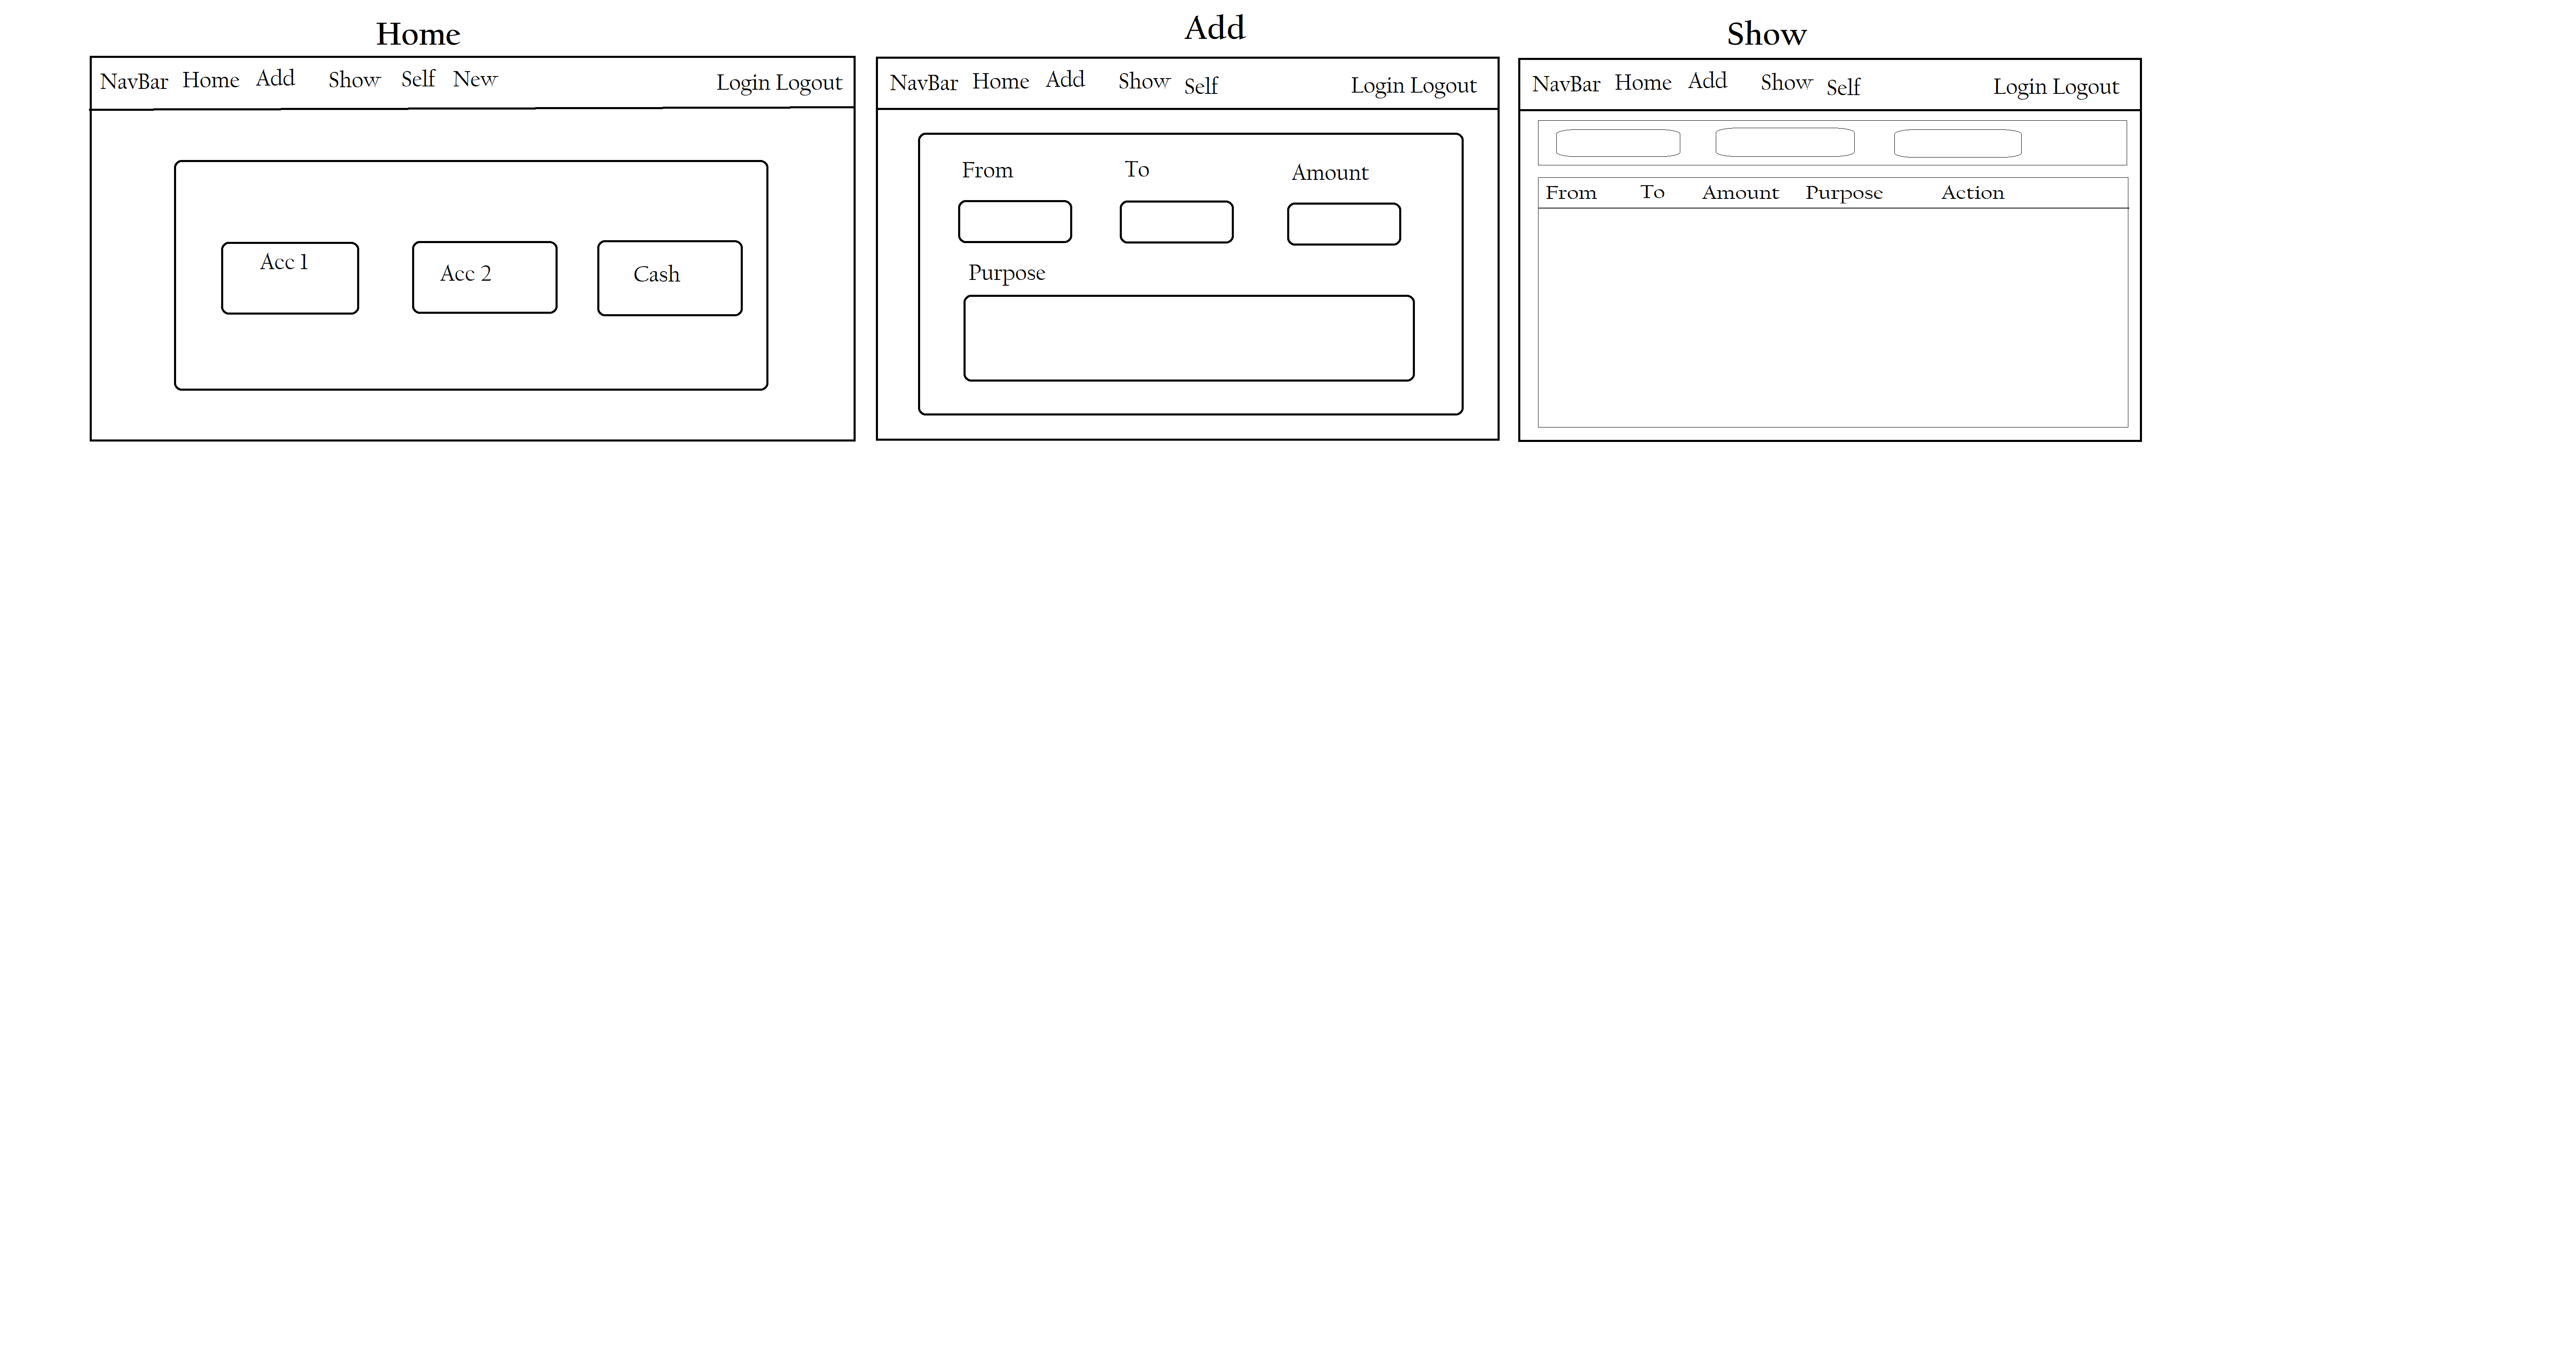 Home
NavBar Home Add Show Self New Login Logout
Acc 1 Acc 2 Cash
Add
NavBar Home Add Show Self Login Logout
From To Amount
Purpose
Show
NavBar Home Add Show Self Login Logout
From To Amount Purpose Action